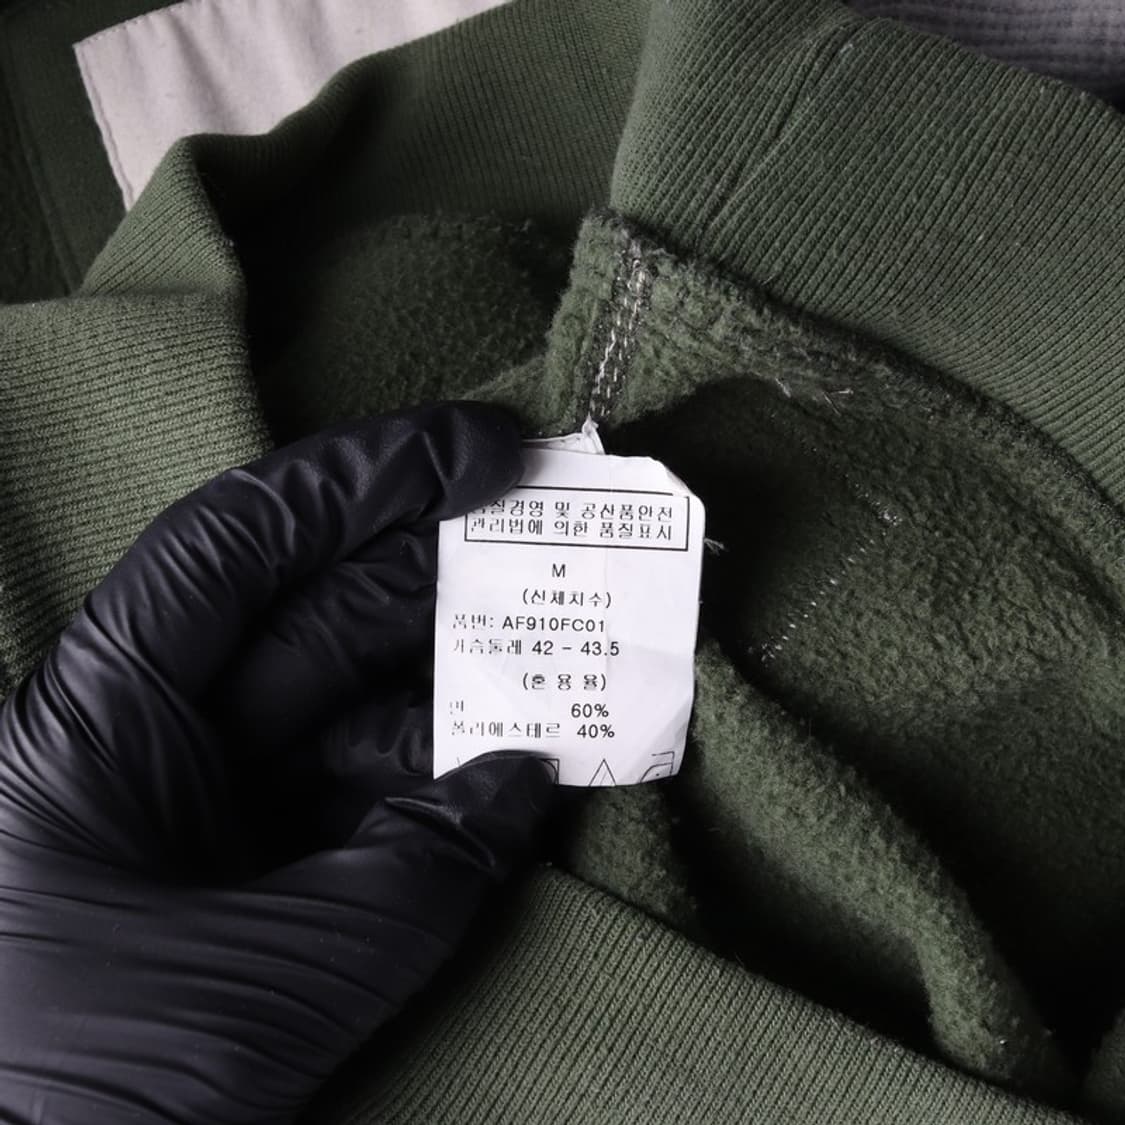 품질경영 및 공산품안전
관리법에 의한 품질표시
M
(신체치수)
품번: AF910FC01
가슴둘레 42 - 43.5
(혼용율)
면 60%
폴리에스테르 40%